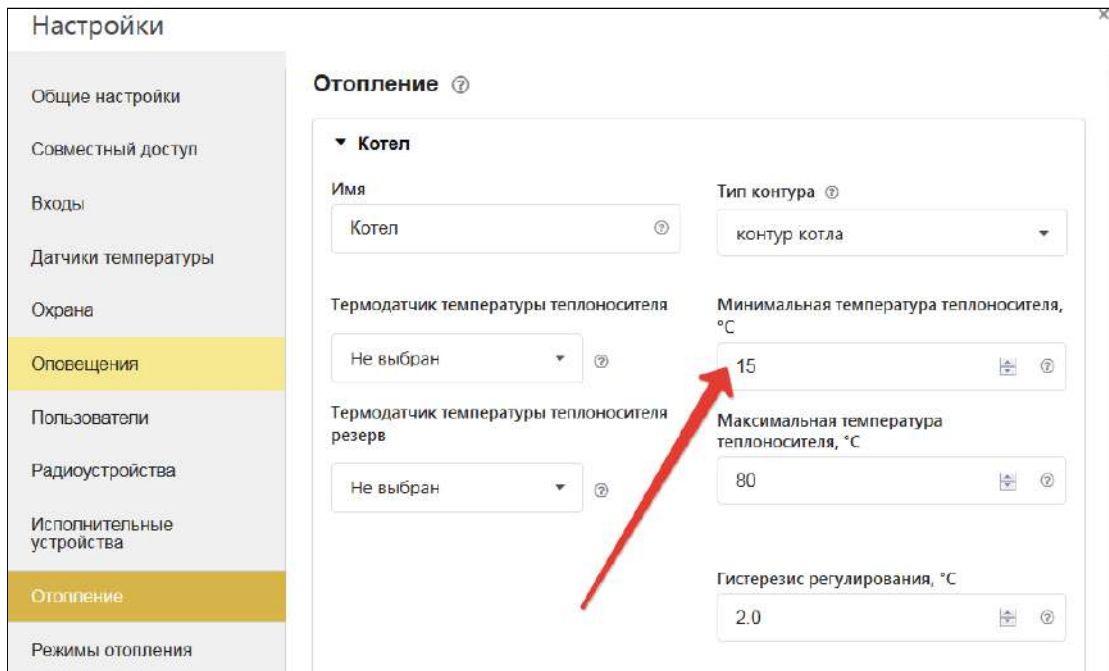 Настройки
Общие настройки
Совместный доступ
Входы
Датчики температуры
Охрана
Оповещения
Пользователи
Радиоустройства
Исполнительные
устройства
Отопление
Режимы отопления
Отопление
Котел
Имя
Котел
Тип контура
контур котла
Термодатчик температуры теплоносителя
Не выбран
Минимальная температура теплоносителя,
°C
15
Термодатчик температуры теплоносителя
резерв
Не выбран
Максимальная температура
теплоносителя, °C
80
Гистерезис регулирования, °C
2.0